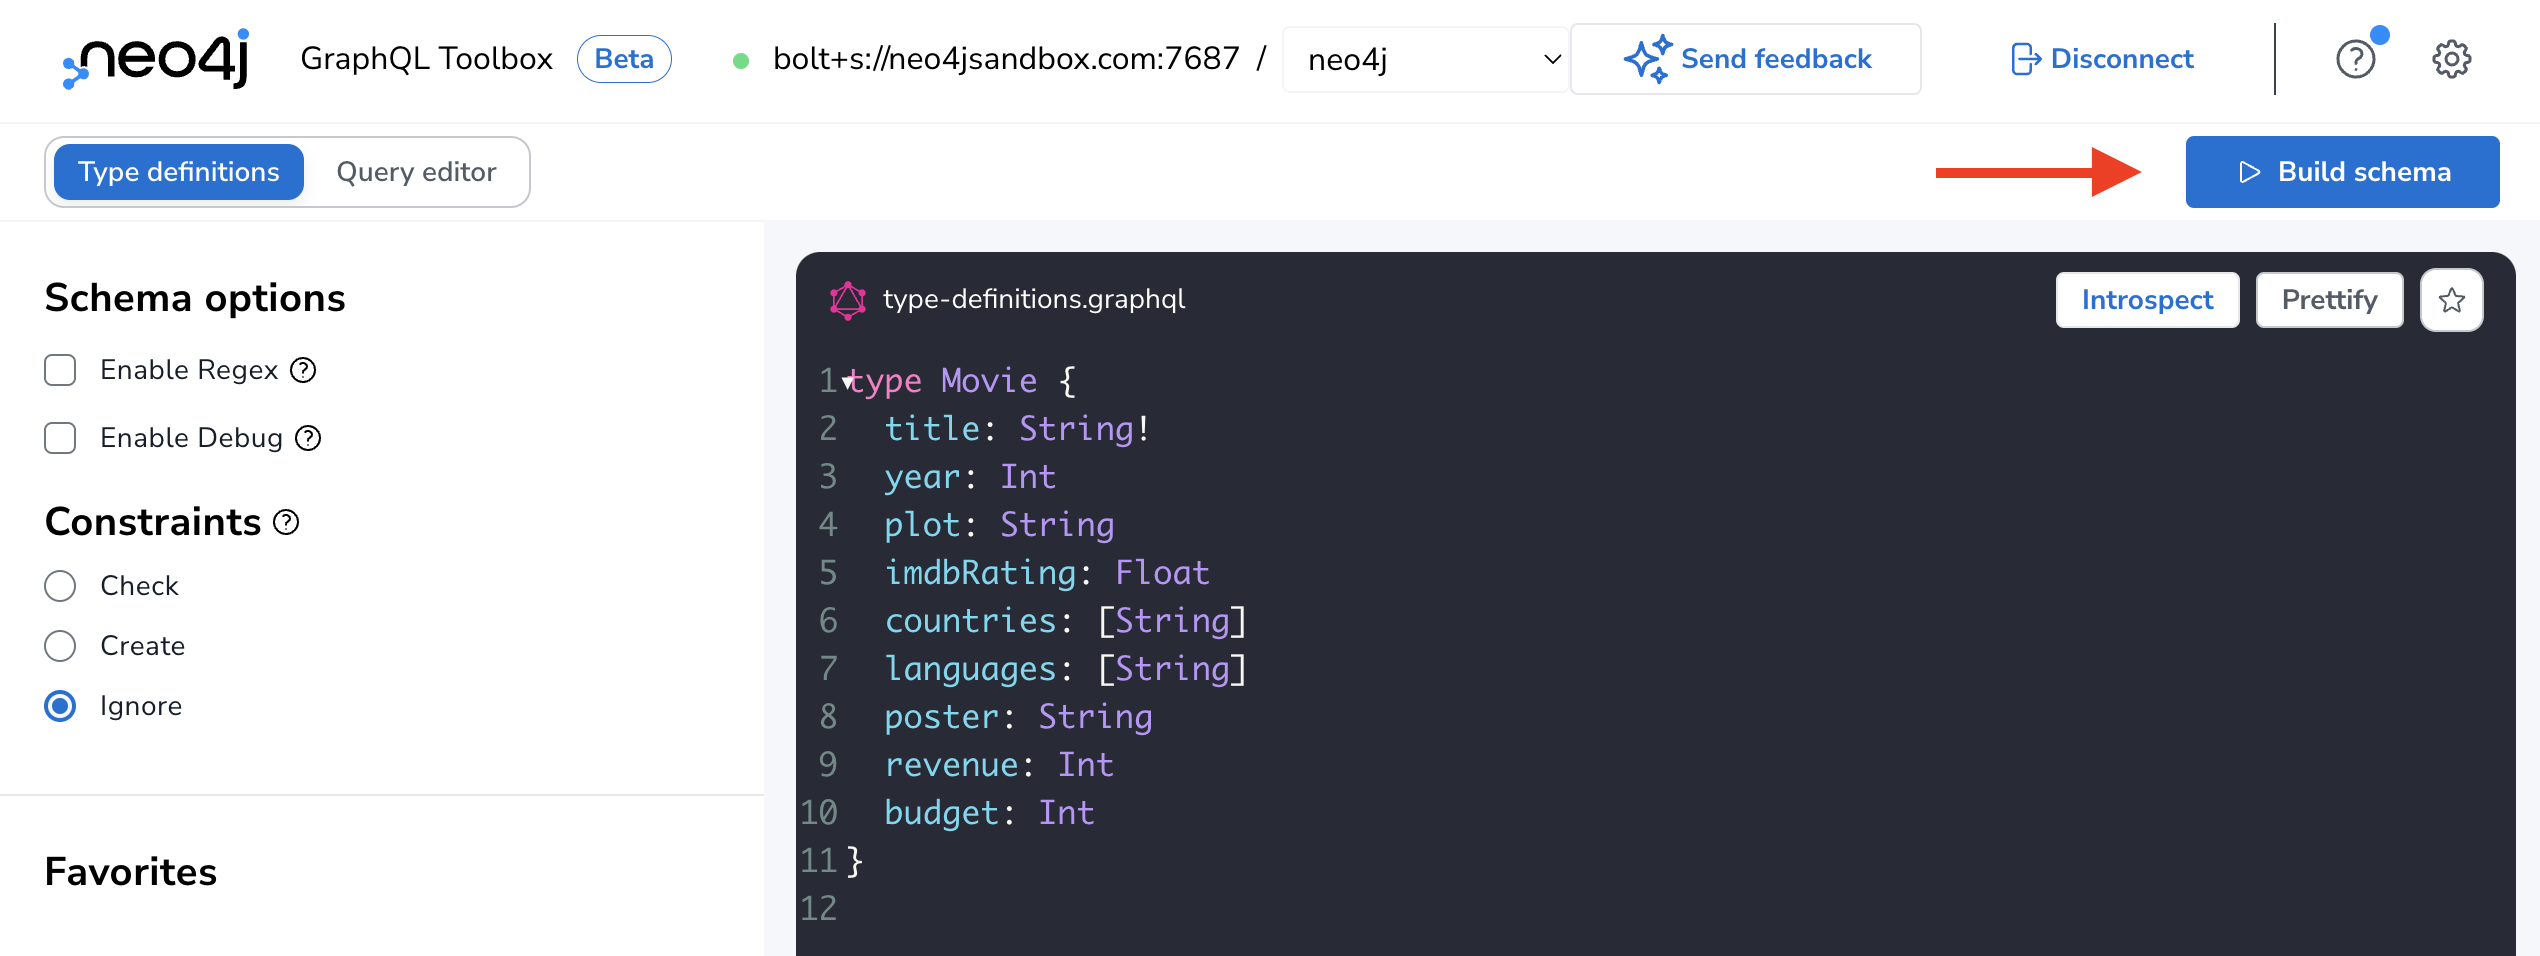 neo4j GraphQL Toolbox Beta bolt+s://neo4jsandbox.com:7687 / neo4j Send feedback Disconnect ?
Type definitions Query editor Build schema
Schema options
Enable Regex ?
Enable Debug ?
Constraints ?
Check
Create
Ignore
Favorites
type-definitions.graphql Introspect Prettify
1 type Movie {
2 title: String!
3 year: Int
4 plot: String
5 imdbRating: Float
6 countries: [String]
7 languages: [String]
8 poster: String
9 revenue: Int
10 budget: Int
11 }
12